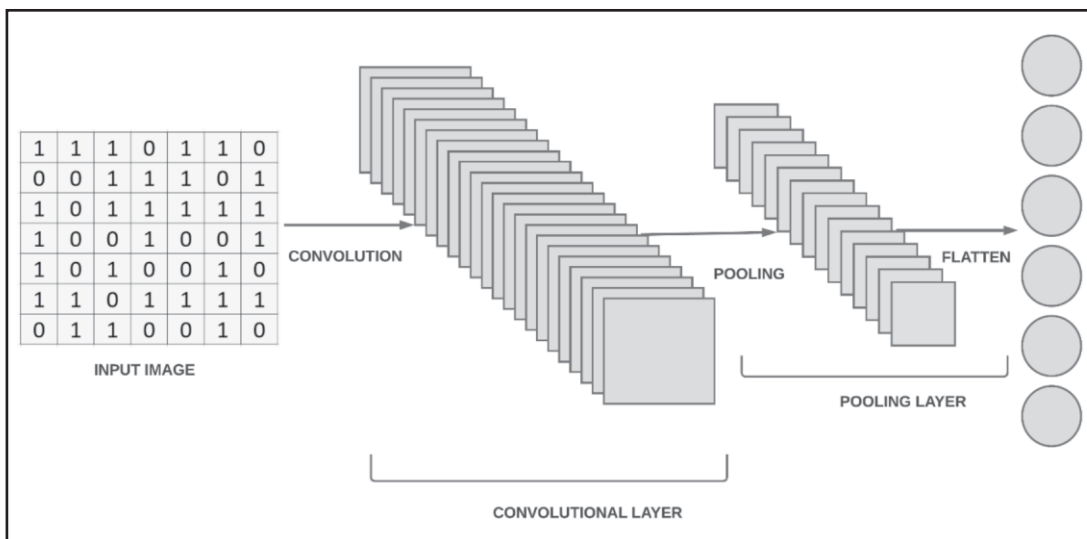 1 1 1 0 1 1 0
0 0 1 1 1 0 1
1 0 1 1 1 1 1
1 0 0 1 0 0 1
1 0 1 0 0 1 0
1 1 0 1 1 1 1
0 1 1 0 0 1 0
INPUT IMAGE
CONVOLUTION
CONVOLUTIONAL LAYER
POOLING
POOLING LAYER
FLATTEN